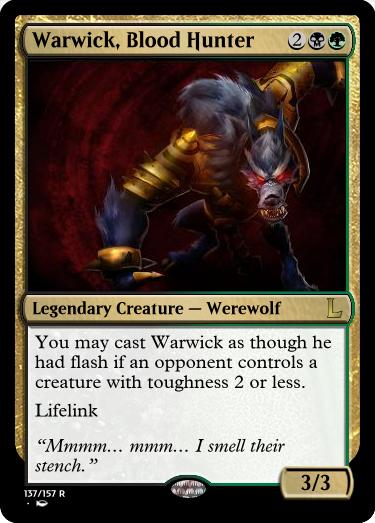 Warwick, Blood Hunter 2
Legendary Creature — Werewolf L
You may cast Warwick as though he
had flash if an opponent controls a
creature with toughness 2 or less.
Lifelink
“Mmmm… mmm… I smell their
stench.”
3/3
137/157 R